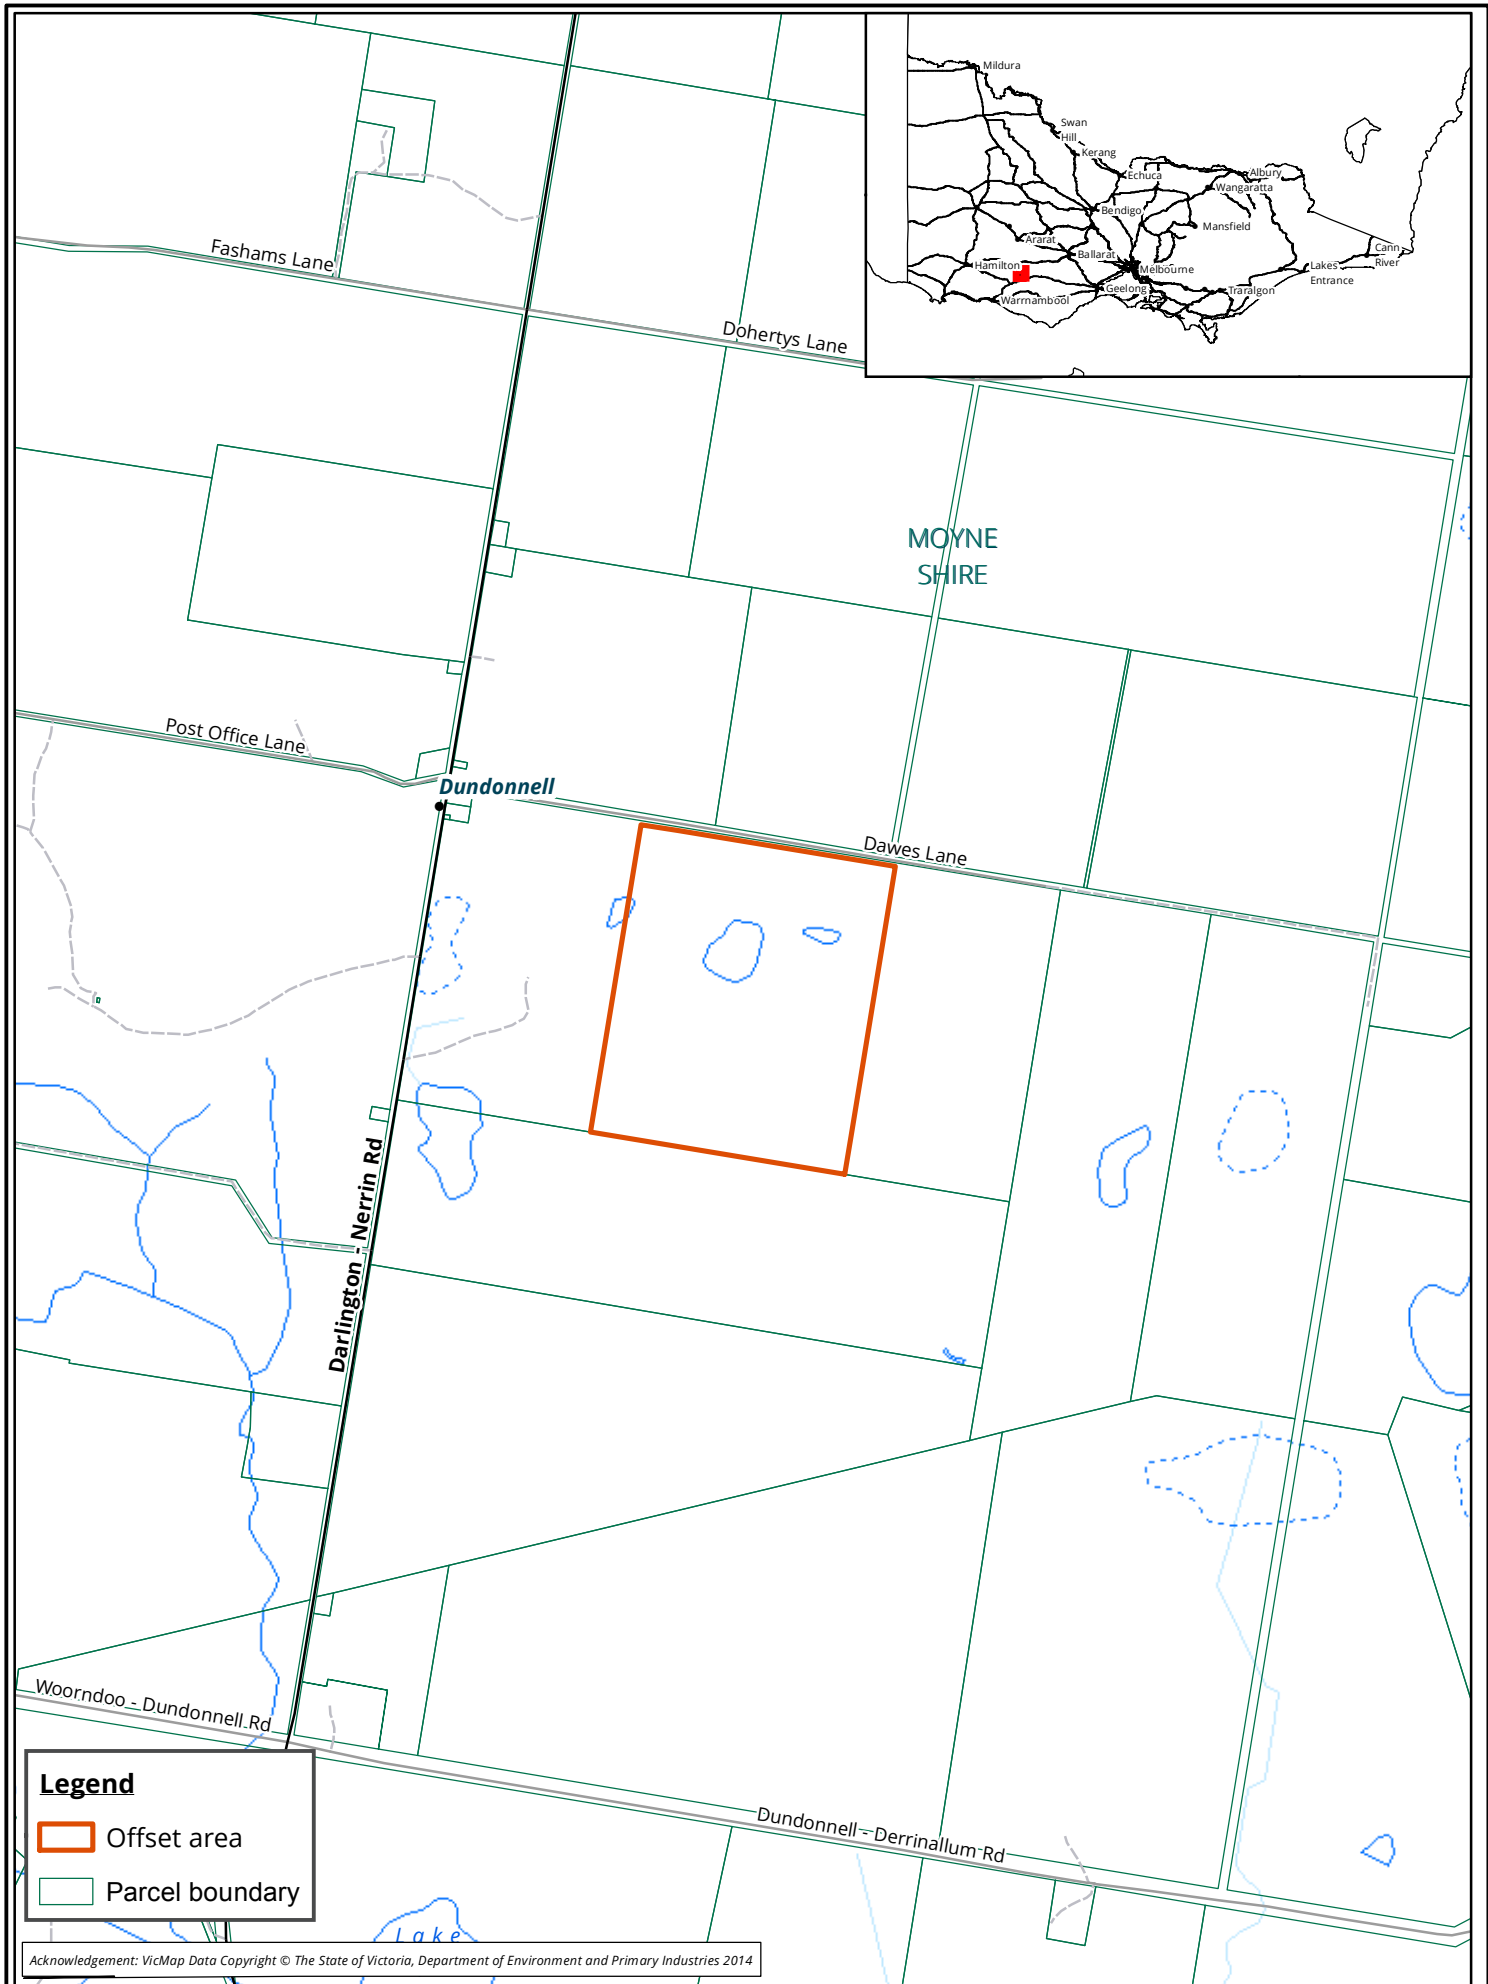 Mildura
Swan
Hill
Kerang
Echuca
Albury
Wangaratta
Bendigo
Mansfield
Ararat
Ballarat
Cann
River
Hamilton
Melbourne
Lakes
Entrance
Geelong
Traralgon
Warrnambool
Fashams Lane
Dohertys Lane
MOYNE
SHIRE
Post Office Lane
Dundonnell
Dawes Lane
Darlington - Nerrin Rd
Woorndoo - Dundonnell Rd
Dundonnell - Derrinallum Rd
Legend
Offset area
Parcel boundary
Lake
Acknowledgement: VicMap Data Copyright © The State of Victoria, Department of Environment and Primary Industries 2014